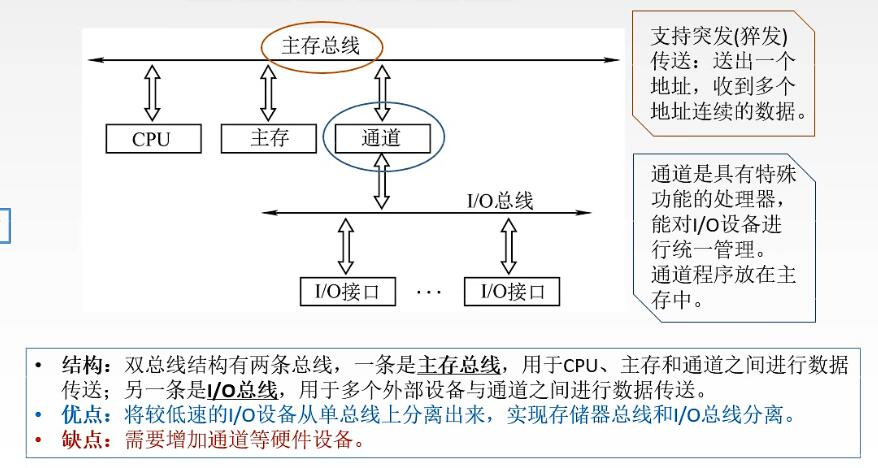 主存总线
CPU
主存
通道
I/O总线
I/O接口
···
I/O接口
支持突发(猝发)
传送：送出一个
地址，收到多个
地址连续的数据。
通道是具有特殊
功能的处理器，
能对I/O设备进
行统一管理。
通道程序放在主
存中。
• 结构：双总线结构有两条总线，一条是主存总线，用于CPU、主存和通道之间进行数据
传送；另一条是I/O总线，用于多个外部设备与通道之间进行数据传送。
• 优点：将较低速的I/O设备从单总线上分离出来，实现存储器总线和I/O总线分离。
• 缺点：需要增加通道等硬件设备。